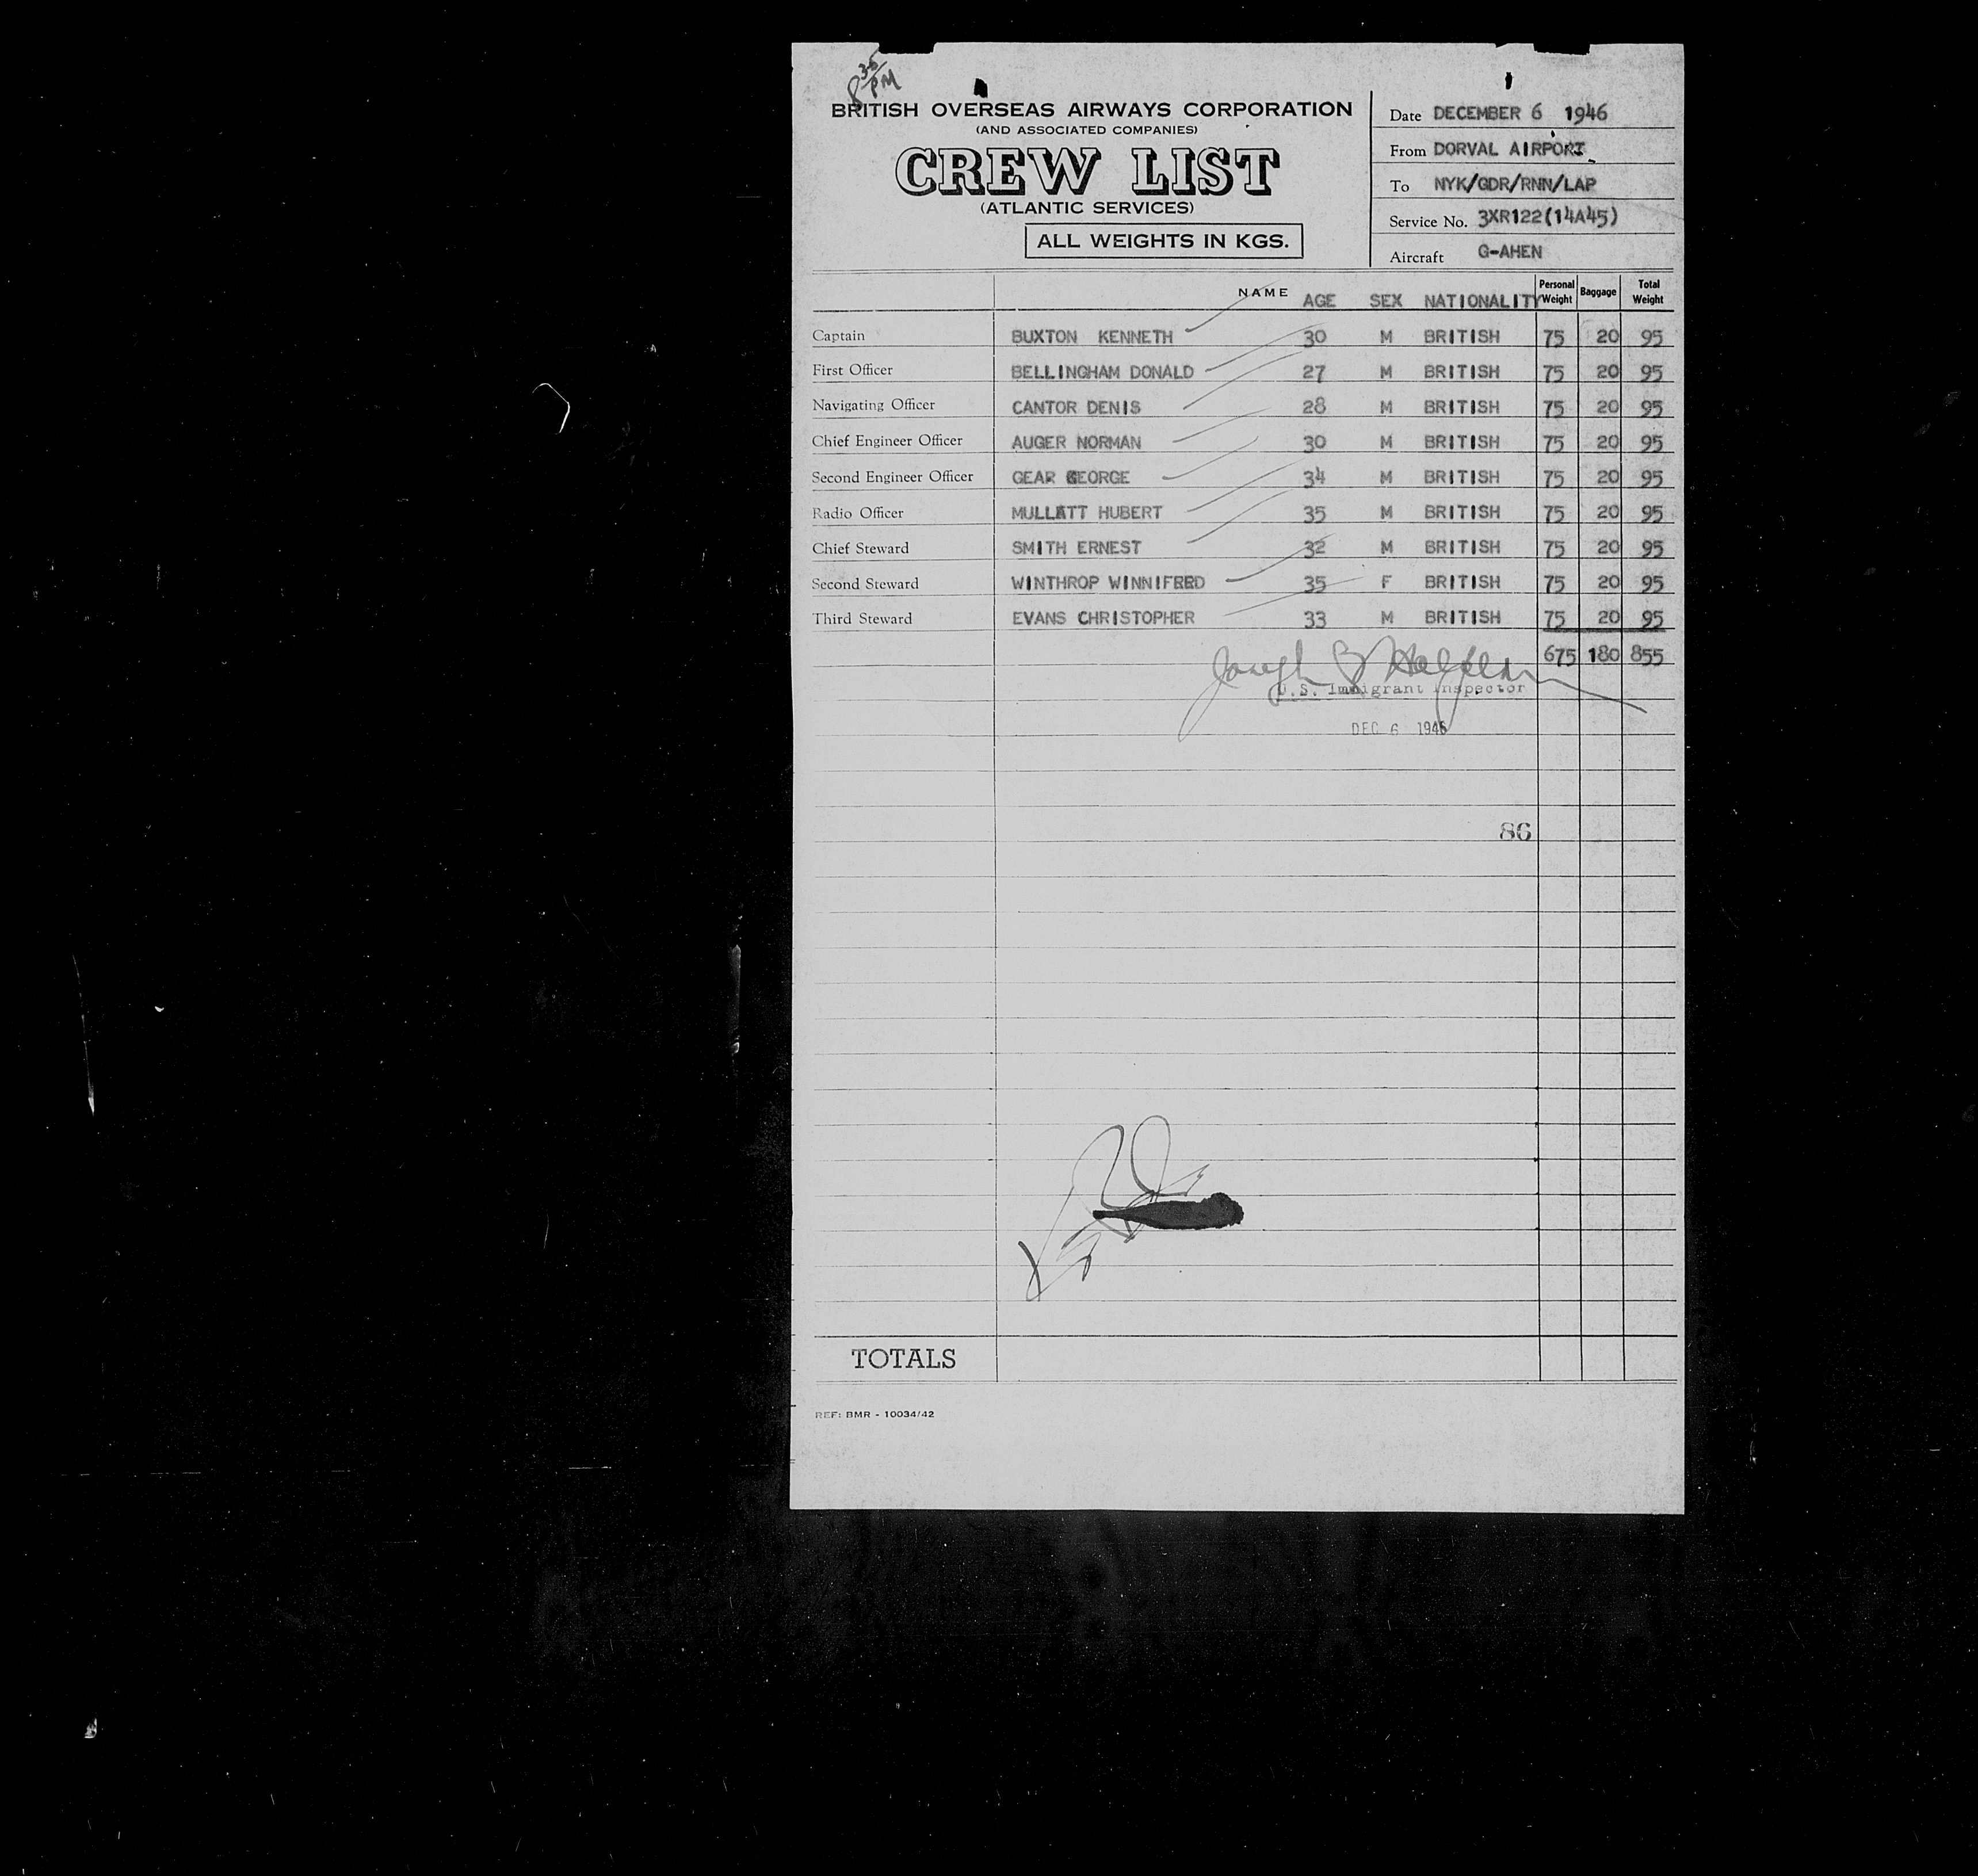 8 35/PM
BRITISH OVERSEAS AIRWAYS CORPORATION
(AND ASSOCIATED COMPANIES)
CREW LIST
(ATLANTIC SERVICES)
ALL WEIGHTS IN KGS.
Date DECEMBER 6 1946
From DORVAL AIRPORT
To NYK/GDR/RNN/LAP
Service No. 3XR122(14A45)
Aircraft G-AHEN
NAME AGE SEX NATIONALITY Personal Weight Baggage Total Weight
Captain BUXTON KENNETH 30 M BRITISH 75 20 95
First Officer BELLINGHAM DONALD 27 M BRITISH 75 20 95
Navigating Officer CANTOR DENIS 28 M BRITISH 75 20 95
Chief Engineer Officer AUGER NORMAN 30 M BRITISH 75 20 95
Second Engineer Officer GEAR GEORGE 34 M BRITISH 75 20 95
Radio Officer MULLATT HUBERT 35 M BRITISH 75 20 95
Chief Steward SMITH ERNEST 32 M BRITISH 75 20 95
Second Steward WINTHROP WINNIFRED 35 F BRITISH 75 20 95
Third Steward EVANS CHRISTOPHER 33 M BRITISH 75 20 95
675 180 855
Joseph
U.S. Immigrant Inspector
DEC 6 1946
86
TOTALS
REF: BMR - 10034/42